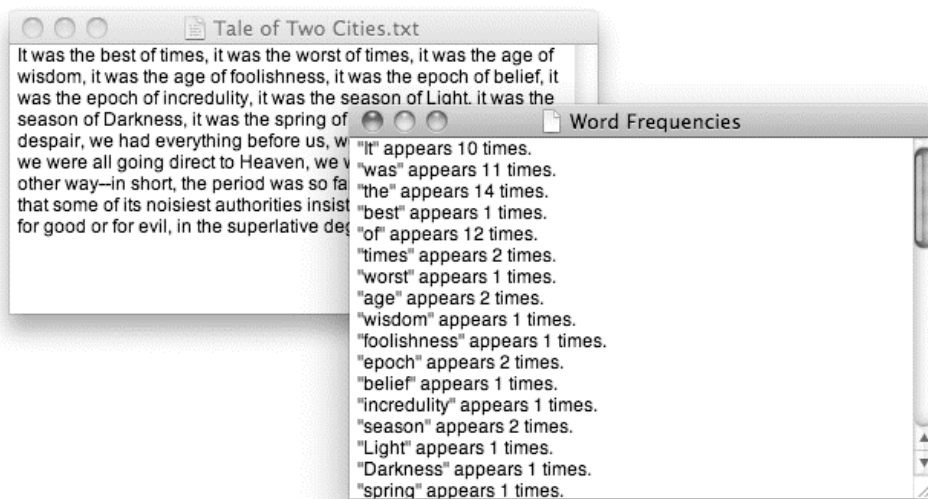 Tale of Two Cities.txt
It was the best of times, it was the worst of times, it was the age of
wisdom, it was the age of foolishness, it was the epoch of belief, it
was the epoch of incredulity, it was the season of Light, it was the
season of Darkness, it was the spring of
despair, we had everything before us,
we were all going direct to Heaven, we
other way--in short, the period was so
that some of its noisiest authorities
for good or for evil, in the superlative
Word Frequencies
"It" appears 10 times.
"was" appears 11 times.
"the" appears 14 times.
"best" appears 1 times.
"of" appears 12 times.
"times" appears 2 times.
"worst" appears 1 times.
"age" appears 2 times.
"wisdom" appears 1 times.
"foolishness" appears 1 times.
"epoch" appears 2 times.
"belief" appears 1 times.
"incredulity" appears 1 times.
"season" appears 2 times.
"Light" appears 1 times.
"Darkness" appears 1 times.
"spring" appears 1 times.